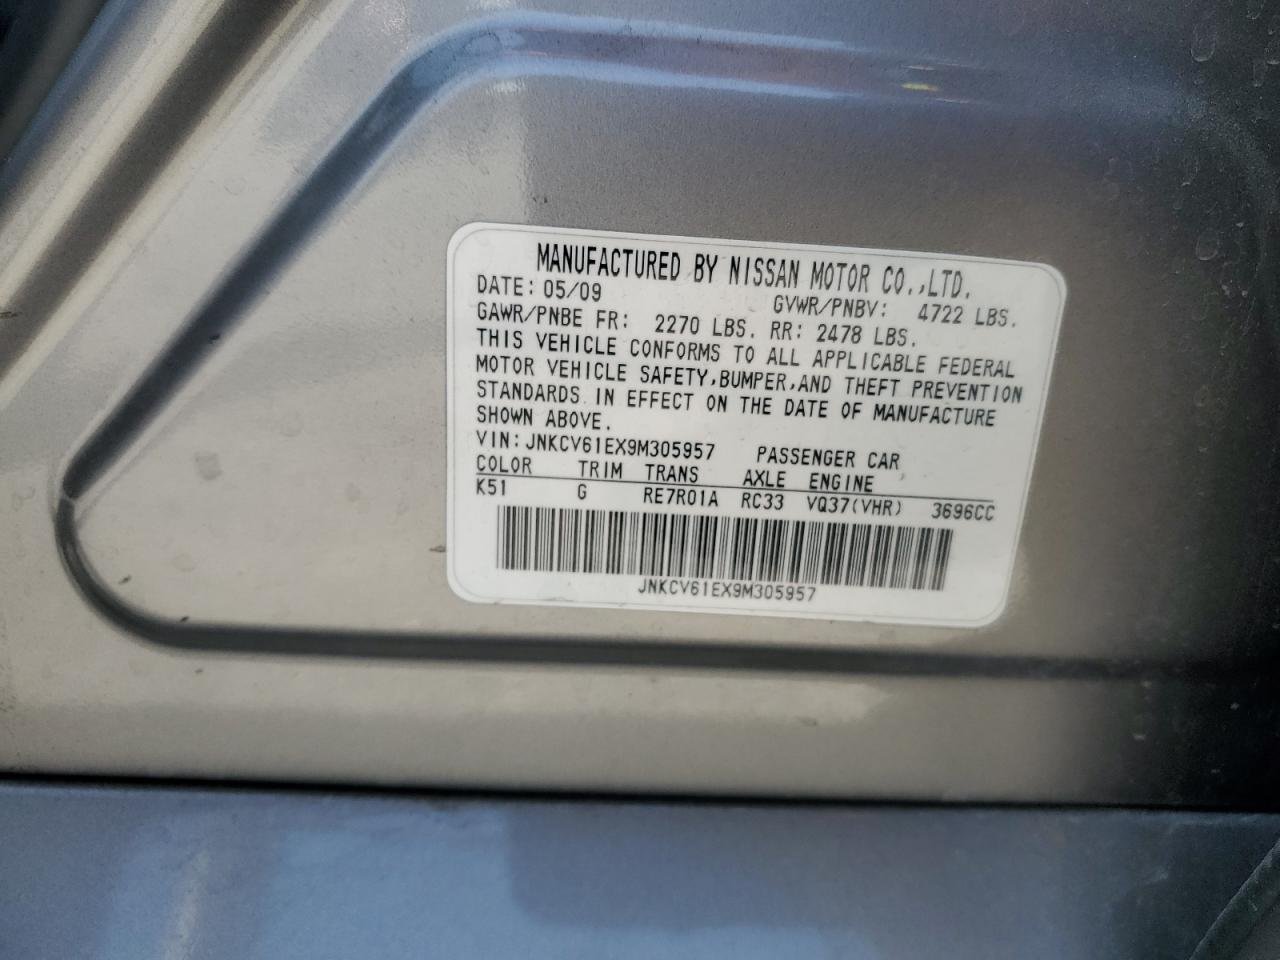 MANUFACTURED BY NISSAN MOTOR CO.,LTD.
DATE: 05/09 GVWR/PNBV: 4722 LBS.
GAWR/PNBE FR: 2270 LBS. RR: 2478 LBS.
THIS VEHICLE CONFORMS TO ALL APPLICABLE FEDERAL
MOTOR VEHICLE SAFETY,BUMPER,AND THEFT PREVENTION
STANDARDS IN EFFECT ON THE DATE OF MANUFACTURE
SHOWN ABOVE.
VIN:JNKCV61EX9M305957 PASSENGER CAR
COLOR TRIM TRANS AXLE ENGINE
K51 G RE7R01A RC33 VQ37(VHR) 3696CC
JNKCV61EX9M305957